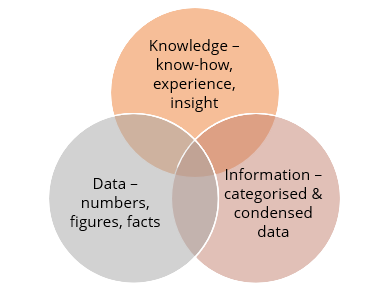 Knowledge –
know-how,
experience,
insight
Data –
numbers,
figures, facts
Information –
categorised &
condensed
data